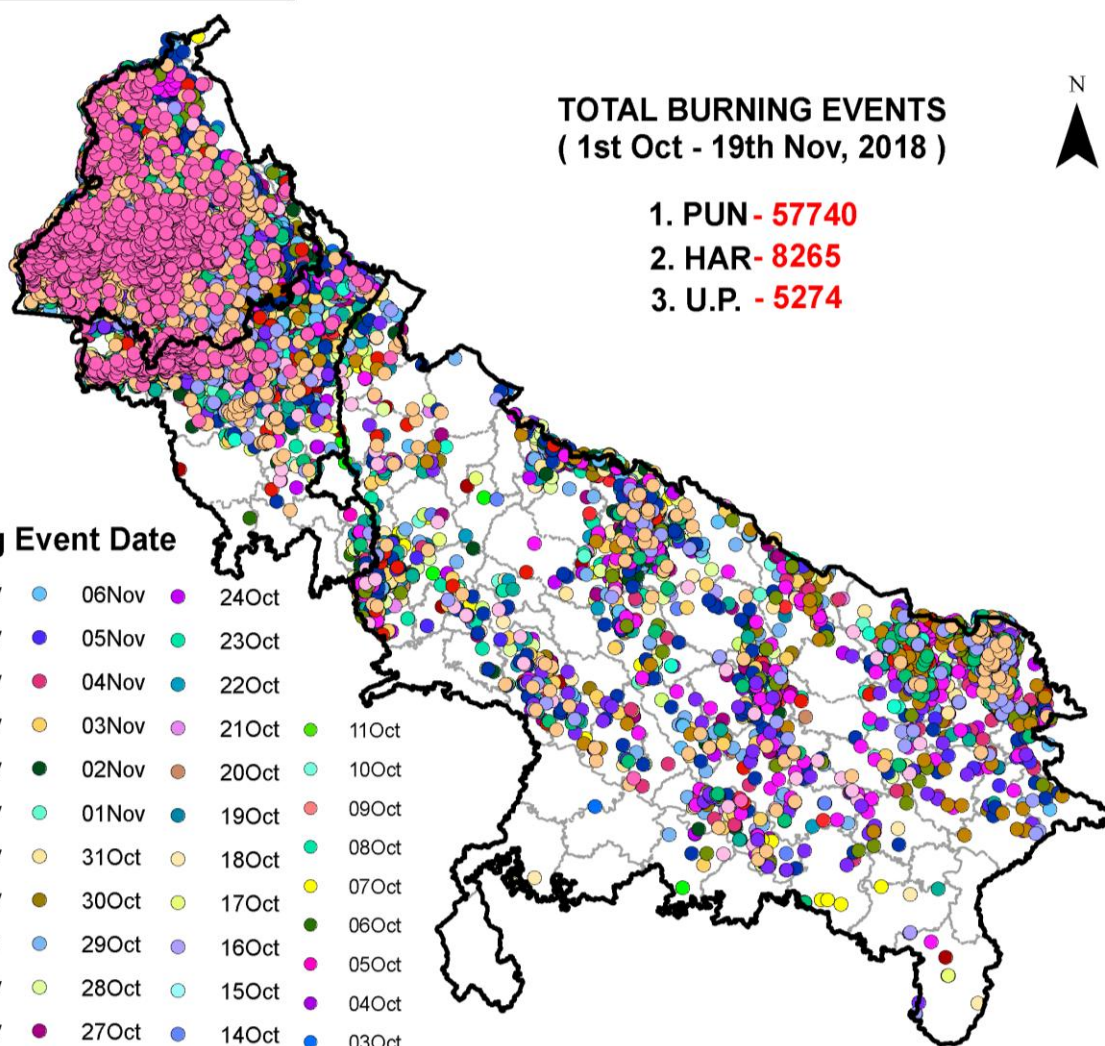 N
TOTAL BURNING EVENTS
( 1st Oct - 19th Nov, 2018 )
1. PUN - 57740
2. HAR- 8265
3. U.P. - 5274
Event Date
06Nov 24Oct
05Nov 23Oct
04Nov 22Oct
03Nov 21Oct 11Oct
02Nov 20Oct 10Oct
01Nov 19Oct 09Oct
31Oct 18Oct 08Oct
30Oct 17Oct 07Oct
29Oct 16Oct 06Oct
28Oct 15Oct 05Oct
27Oct 14Oct 04Oct
03Oct